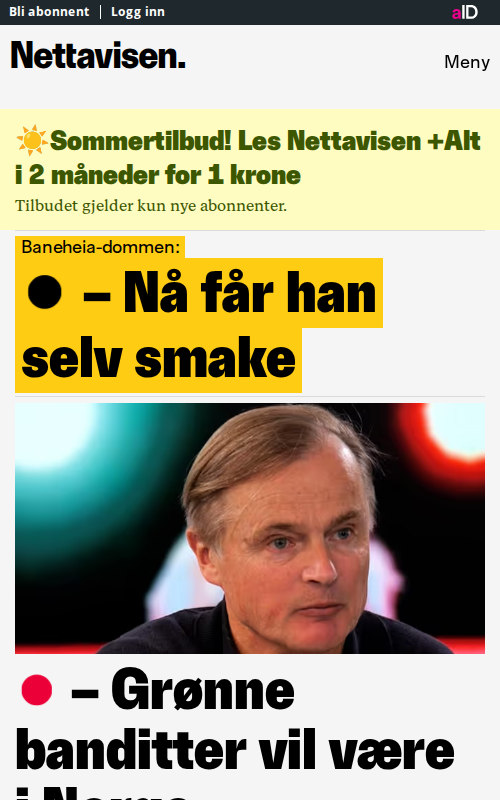 Bli abonnent | Logg inn
aID
Nettavisen.
Meny
☀️Sommertilbud! Les Nettavisen +Alt
i 2 måneder for 1 krone
Tilbudet gjelder kun nye abonnenter.
Baneheia-dommen:
● – Nå får han
selv smake
● – Grønne
banditter vil være
i Norge